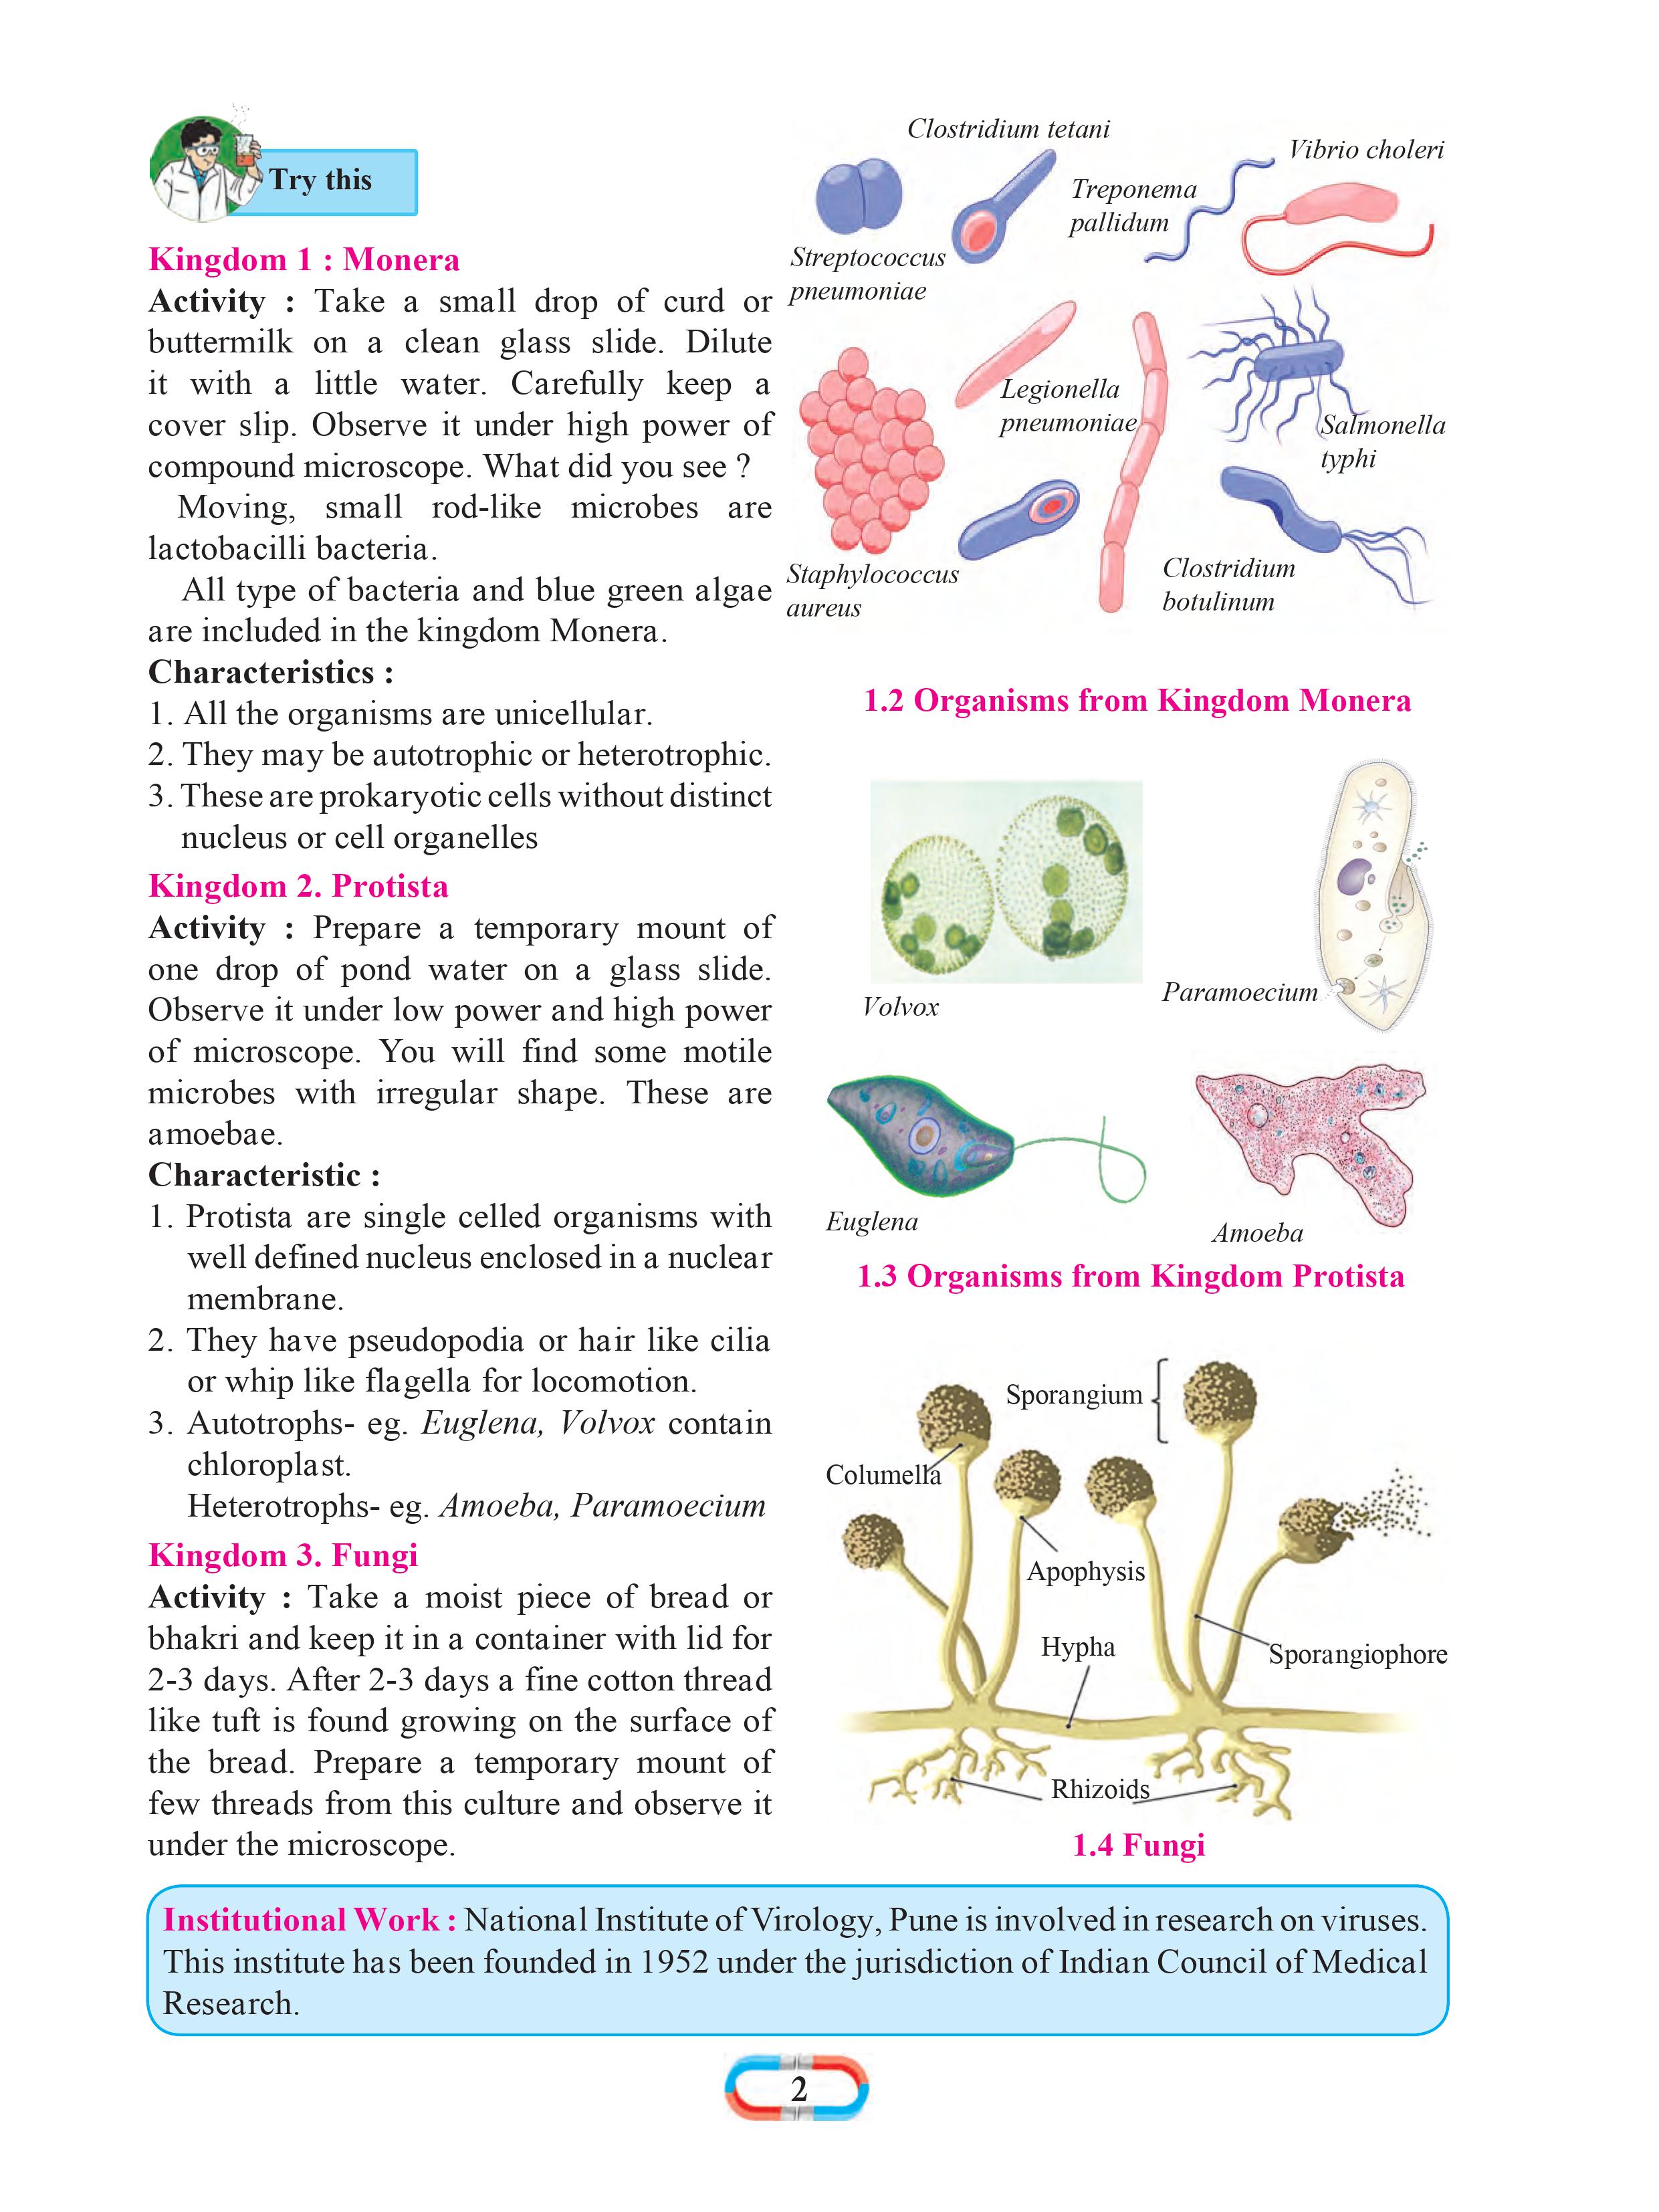 Try this
Kingdom 1 : Monera
Activity : Take a small drop of curd or
buttermilk on a clean glass slide. Dilute
it with a little water. Carefully keep a
cover slip. Observe it under high power of
compound microscope. What did you see ?
Moving, small rod-like microbes are
lactobacilli bacteria.
All type of bacteria and blue green algae
are included in the kingdom Monera.
Characteristics :
1. All the organisms are unicellular.
2. They may be autotrophic or heterotrophic.
3. These are prokaryotic cells without distinct
nucleus or cell organelles
Kingdom 2. Protista
Activity : Prepare a temporary mount of
one drop of pond water on a glass slide.
Observe it under low power and high power
of microscope. You will find some motile
microbes with irregular shape. These are
amoebae.
Characteristic :
1. Protista are single celled organisms with
well defined nucleus enclosed in a nuclear
membrane.
2. They have pseudopodia or hair like cilia
or whip like flagella for locomotion.
3. Autotrophs- eg. Euglena, Volvox contain
chloroplast.
Heterotrophs- eg. Amoeba, Paramoecium
Kingdom 3. Fungi
Activity : Take a moist piece of bread or
bhakri and keep it in a container with lid for
2-3 days. After 2-3 days a fine cotton thread
like tuft is found growing on the surface of
the bread. Prepare a temporary mount of
few threads from this culture and observe it
under the microscope.
Clostridium tetani
Vibrio choleri
Treponema
pallidum
Streptococcus
pneumoniae
Legionella
pneumoniae
Salmonella
typhi
Staphylococcus
aureus
Clostridium
botulinum
1.2 Organisms from Kingdom Monera
Volvox
Paramoecium
Euglena
Amoeba
1.3 Organisms from Kingdom Protista
Sporangium
Columella
Apophysis
Hypha
Sporangiophore
Rhizoids
1.4 Fungi
Institutional Work : National Institute of Virology, Pune is involved in research on viruses.
This institute has been founded in 1952 under the jurisdiction of Indian Council of Medical
Research.
2